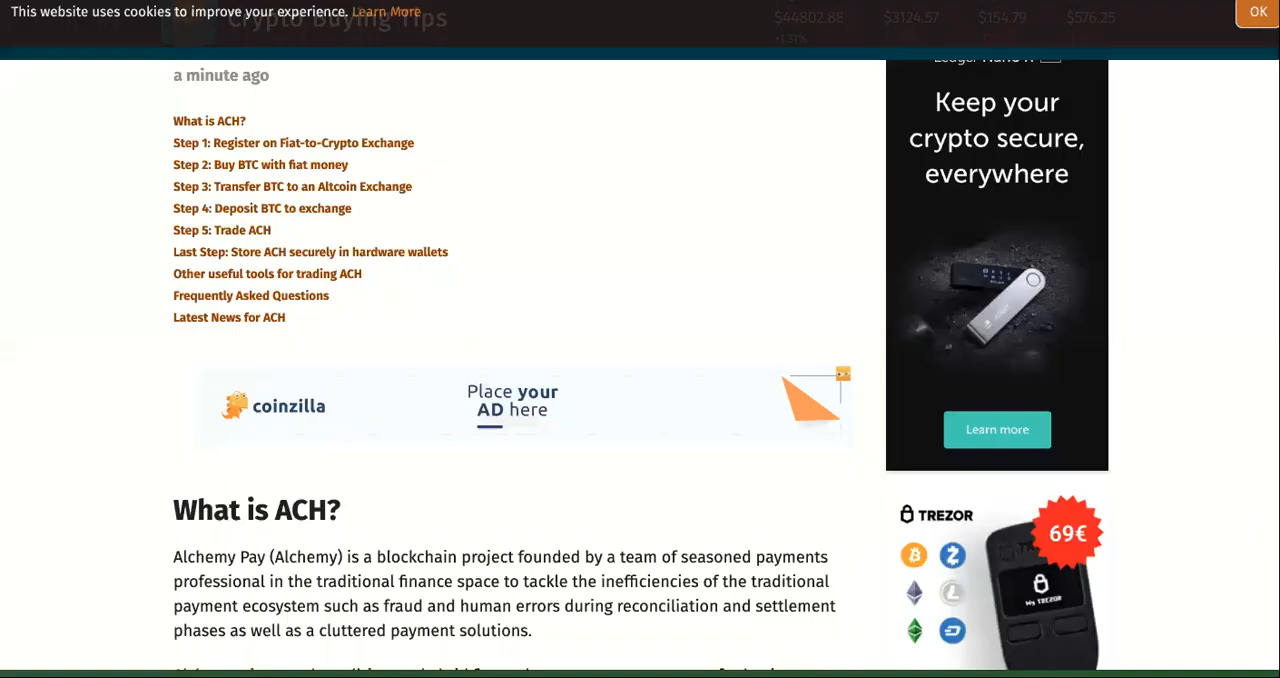 This website uses cookies to improve your experience. Learn More
OK
Crypto Buying Tips
$44802.88 $3124.57 $154.79 $576.25
a minute ago
What is ACH?
Step 1: Register on Fiat-to-Crypto Exchange
Step 2: Buy BTC with fiat money
Step 3: Transfer BTC to an Altcoin Exchange
Step 4: Deposit BTC to exchange
Step 5: Trade ACH
Last Step: Store ACH securely in hardware wallets
Other useful tools for trading ACH
Frequently Asked Questions
Latest News for ACH
coinzilla
Place your
AD here
What is ACH?
Alchemy Pay (Alchemy) is a blockchain project founded by a team of seasoned payments
professional in the traditional finance space to tackle the inefficiencies of the traditional
payment ecosystem such as fraud and human errors during reconciliation and settlement
phases as well as a cluttered payment solutions.
Keep your
crypto secure,
everywhere
Learn more
TREZOR
69€
My TREZOR